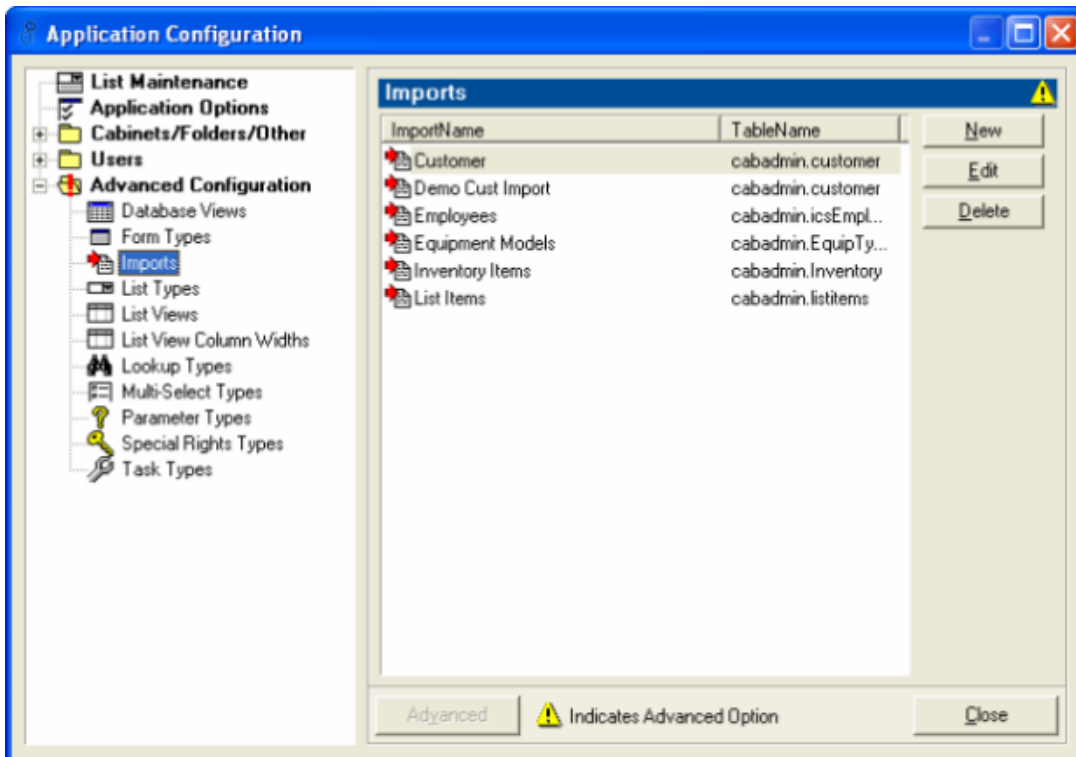 Application Configuration
List Maintenance
Application Options
Cabinets/Folders/Other
Users
Advanced Configuration
Database Views
Form Types
Imports
List Types
List Views
List View Column Widths
Lookup Types
Multi-Select Types
Parameter Types
Special Rights Types
Task Types
Imports
ImportName TableName
Customer cabadmin.customer
Demo Cust Import cabadmin.customer
Employees cabadmin.icsEmpl...
Equipment Models cabadmin.EquipTy...
Inventory Items cabadmin.Inventory
List Items cabadmin.listitems
New
Edit
Delete
Advanced Indicates Advanced Option Close